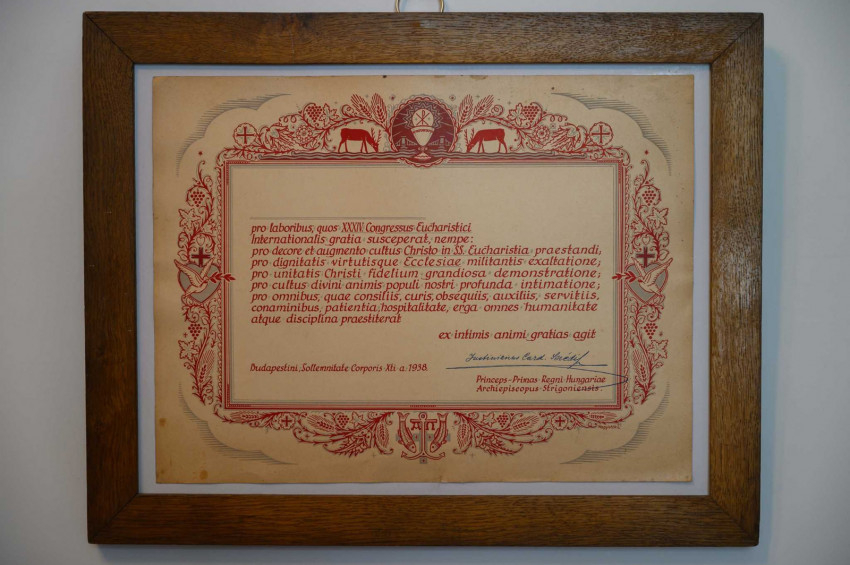 pro laboribus, quos XXXIV. Congressus Eucharistici
Internationalis gratia susceperat, nempe:
pro decore et augmento cultus Christo in SS. Eucharistia praestandi,
pro dignitatis virtutisque Ecclesiae militantis exaltatione;
pro unitatis Christi fidelium grandiosa demonstratione;
pro cultus divini animis populi nostri profunda intimatione;
pro omnibus, quae consiliis, curis, obsequiis, auxiliis, servitiis,
conaminibus, patientia, hospitalitate, erga omnes humanitate
atque disciplina praestiterat
ex intimis animi gratias agit
Budapestini, Sollemnitate Corporis Xti a. 1938.
Justinianus Card. Serédi
Princeps-Primas Regni Hungariae
Archiepiscopus Strigoniensis.